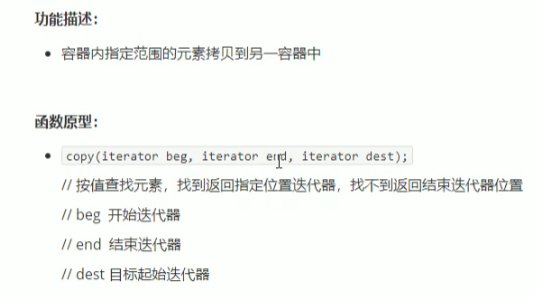 功能描述：
• 容器内指定范围的元素拷贝到另一容器中
函数原型：
• copy(iterator beg, iterator end, iterator dest);
// 按值查找元素，找到返回指定位置迭代器，找不到返回结束迭代器位置
// beg 开始迭代器
// end 结束迭代器
// dest 目标起始迭代器